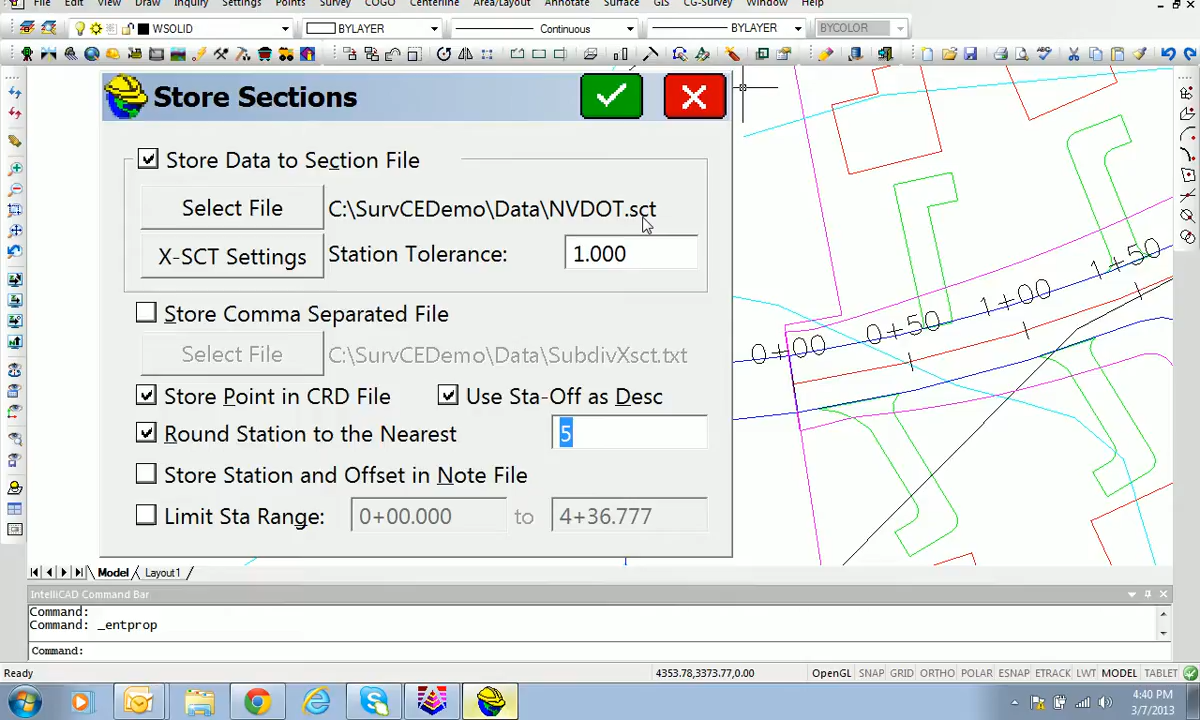 File Edit View Draw Inquiry Settings Points Survey COGO Centerline Area/Layout Annotate Surface GIS CG-Survey Window Help
WSOLID BYLAYER Continuous BYLAYER BYCOLOR
Store Sections
Store Data to Section File
Select File C:\SurvCEDemo\Data\NVDOT.sct
X-SCT Settings Station Tolerance: 1.000
Store Comma Separated File
Select File C:\SurvCEDemo\Data\SubdivXsct.txt
Store Point in CRD File Use Sta-Off as Desc
Round Station to the Nearest 5
Store Station and Offset in Note File
Limit Sta Range: 0+00.000 to 4+36.777
0+00 0+50 1+00 1+50
Model Layout1
IntelliCAD Command Bar
Command:
Command: _entprop
Command:
Ready 4353.78,3373.77,0.00 OpenGL SNAP GRID ORTHO POLAR ESNAP ETRACK LWT MODEL TABLET
4:40 PM
3/7/2013